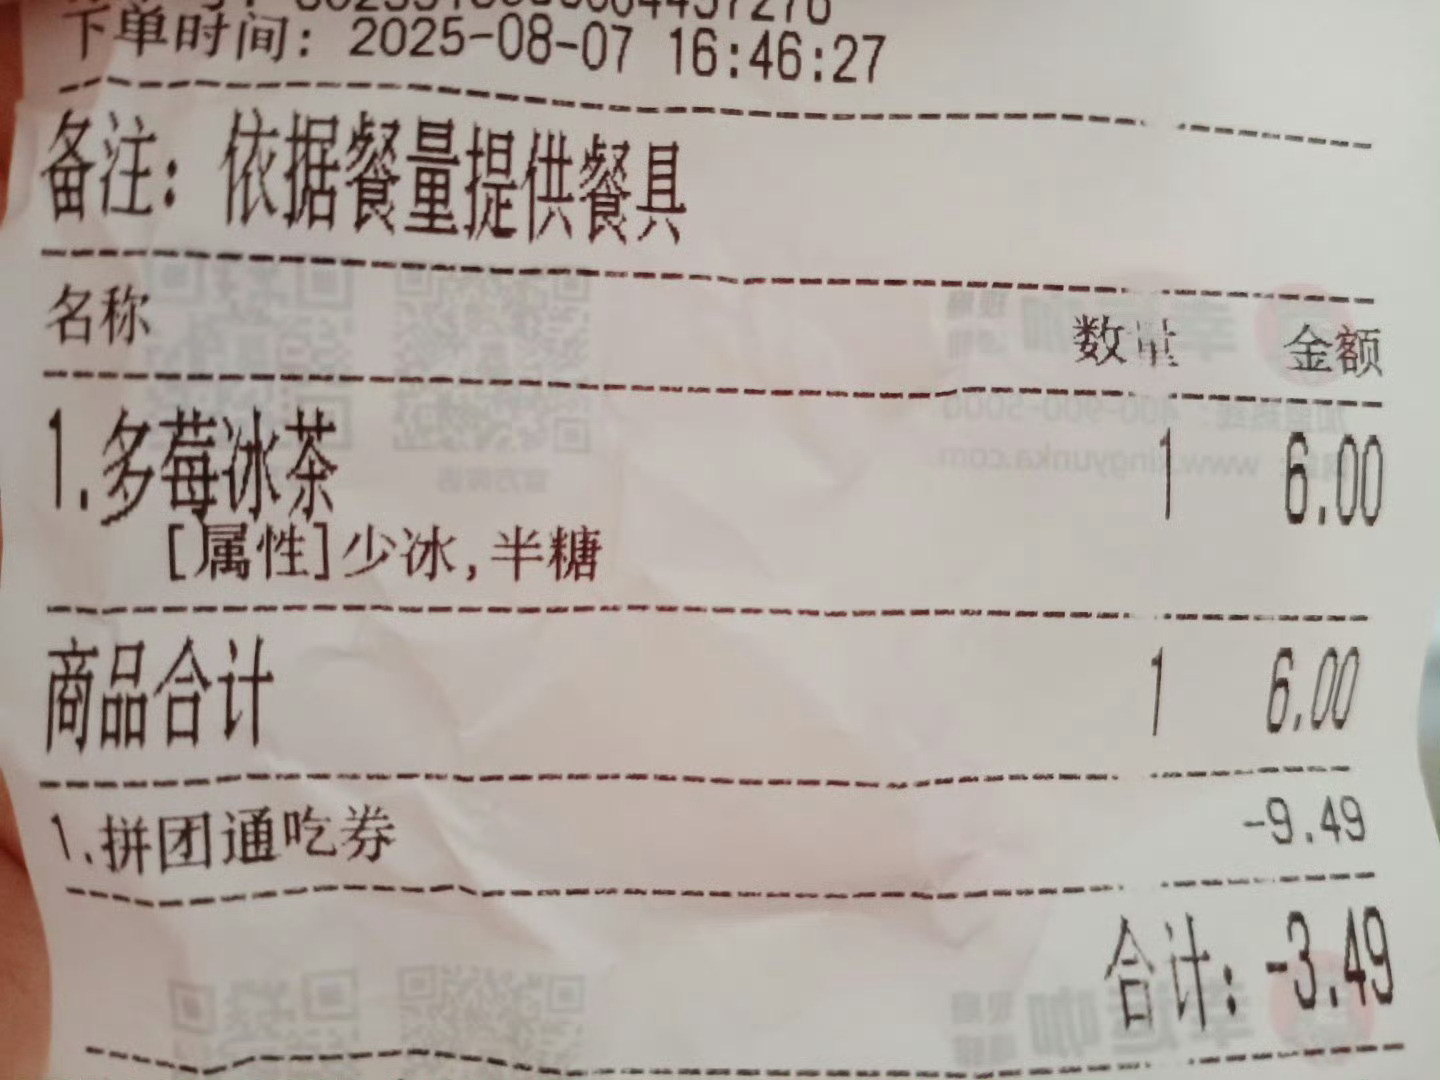 下单时间: 2025-08-07 16:46:27
备注: 依据餐量提供餐具
名称 数量 金额
1.多莓冰茶 1 6.00
[属性]少冰,半糖
商品合计 1 6.00
1.拼团通吃券 -9.49
合计: -3.49